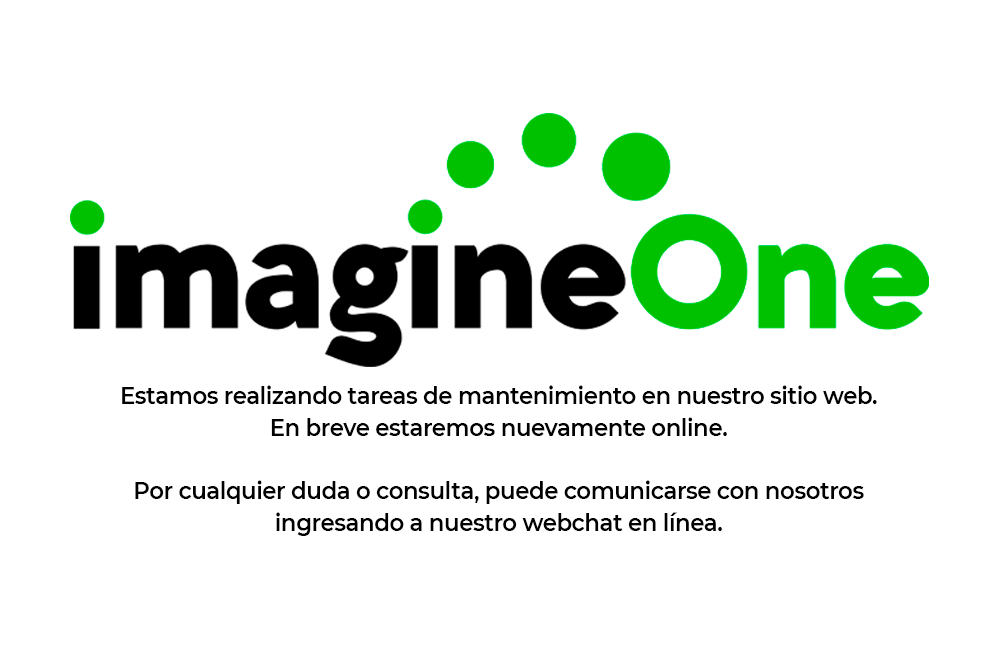 imagineOne
Estamos realizando tareas de mantenimiento en nuestro sitio web.
En breve estaremos nuevamente online.
Por cualquier duda o consulta, puede comunicarse con nosotros
ingresando a nuestro webchat en línea.